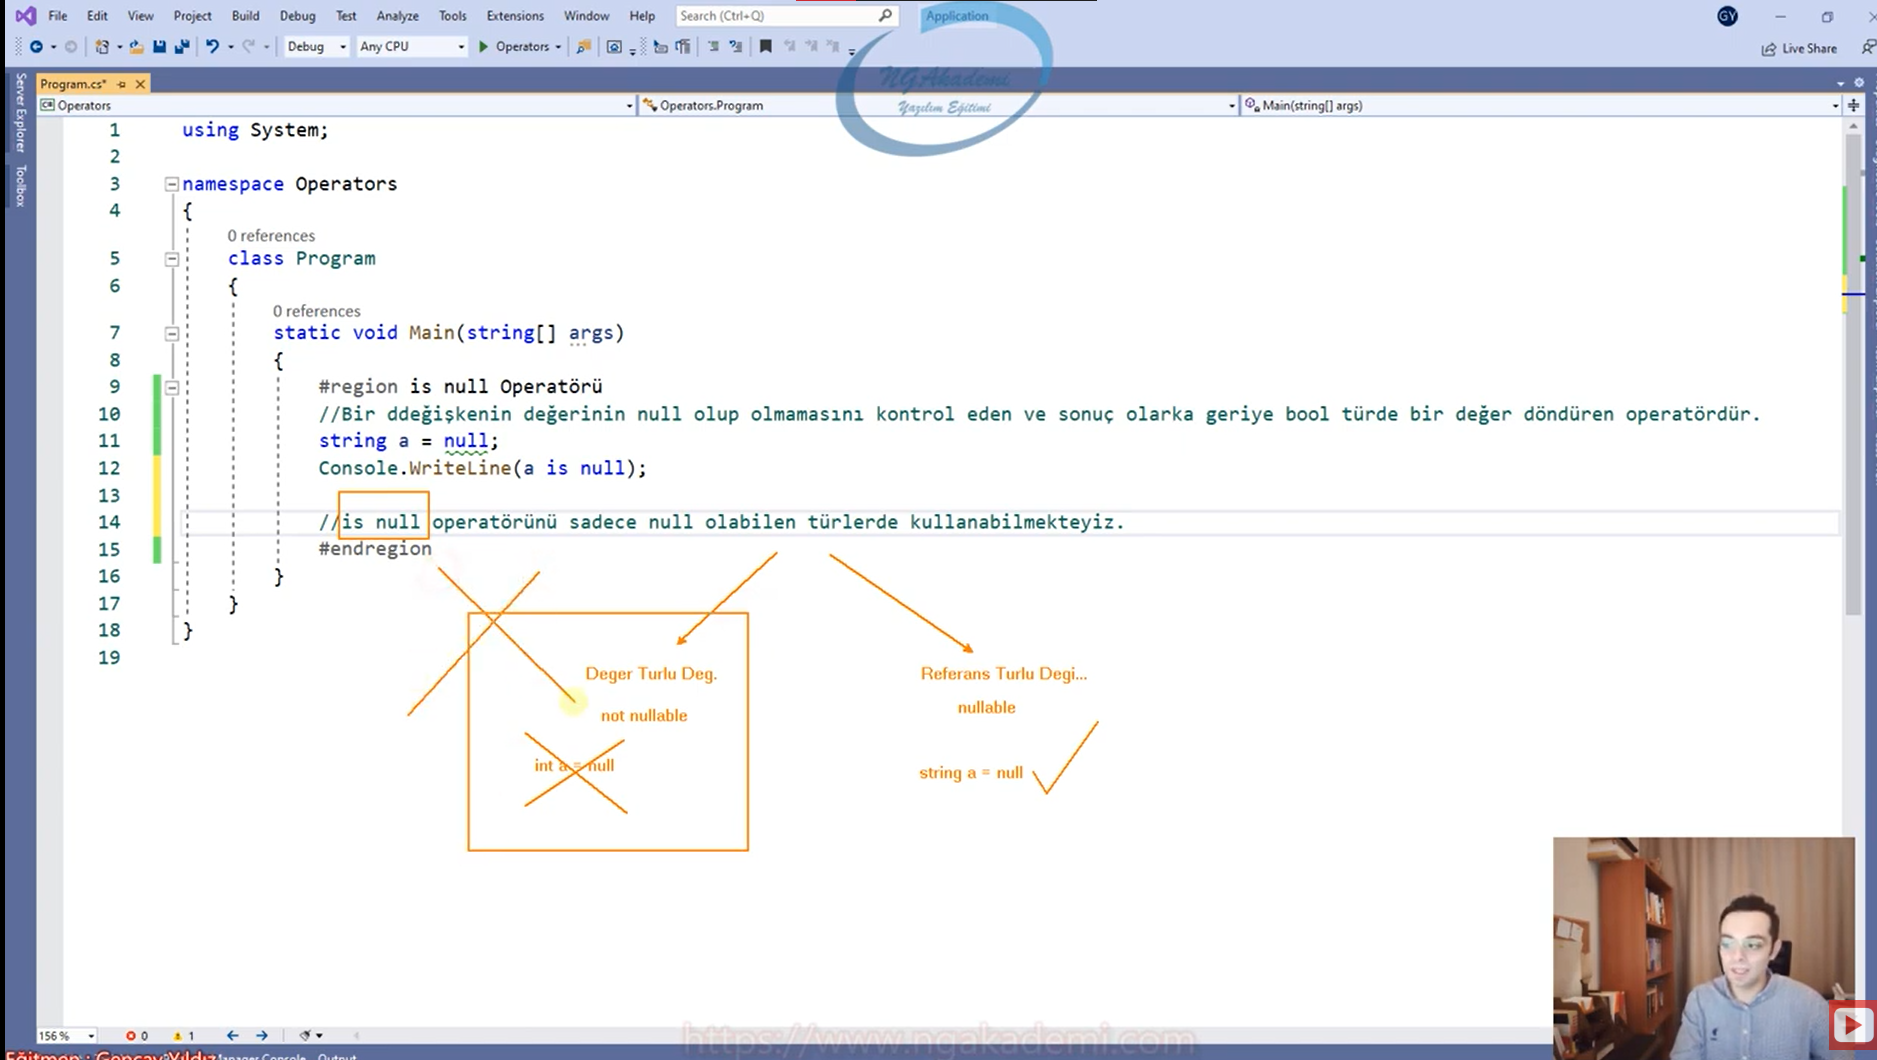 File Edit View Project Build Debug Test Analyze Tools Extensions Window Help Search (Ctrl+Q) Application GY
Debug Any CPU Operators Live Share
NGAkademi
Yazılım Eğitimi
Server Explorer
Toolbox
Program.cs*
Operators Operators.Program Main(string[] args)
1 using System;
2
3 namespace Operators
4 {
0 references
5 class Program
6 {
0 references
7 static void Main(string[] args)
8 {
9 #region is null Operatörü
10 //Bir ddeğişkenin değerinin null olup olmamasını kontrol eden ve sonuç olarka geriye bool türde bir değer döndüren operatördür.
11 string a = null;
12 Console.WriteLine(a is null);
13
14 //is null operatörünü sadece null olabilen türlerde kullanabilmekteyiz.
15 #endregion
16 }
17 }
18 }
19
Deger Turlu Deg.
not nullable
int a = null
Referans Turlu Degi...
nullable
string a = null
156 % 0 1
https://www.ngakademi.com
Eğitmen : Gençay Yıldız
Output